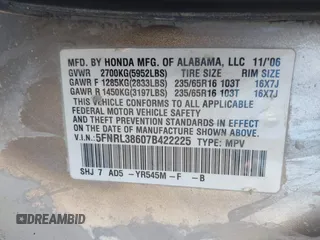 MFD. BY HONDA MFG. OF ALABAMA, LLC 11/'06
GVWR 2700KG(5952LBS) TIRE SIZE RIM SIZE
GAWR F 1285KG(2833LBS) 235/65R16 103T 16X7J
GAWR R 1450KG(3197LBS) 235/65R16 103T 16X7J
THIS VEHICLE CONFORMS TO ALL APPLICABLE
FEDERAL MOTOR VEHICLE SAFETY, BUMPER,
AND THEFT PREVENTION STANDARDS IN EFFECT
ON THE DATE OF MANUFACTURE SHOWN ABOVE.
V.I.N.: 5FNRL38607B422225 TYPE: MPV
SHJ 7 AD5 -YR545M -F -B
DREAMBID